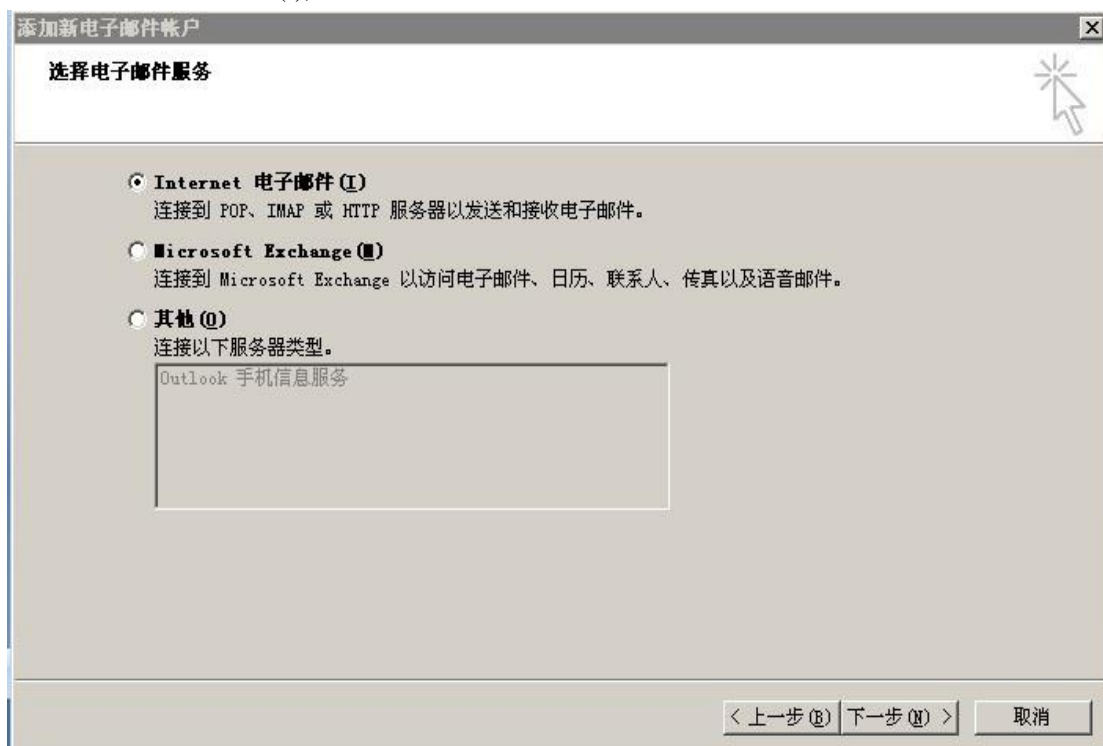 添加新电子邮件帐户
选择电子邮件服务
Internet 电子邮件(I)
连接到 POP、IMAP 或 HTTP 服务器以发送和接收电子邮件。
Microsoft Exchange(M)
连接到 Microsoft Exchange 以访问电子邮件、日历、联系人、传真以及语音邮件。
其他(O)
连接以下服务器类型。
Outlook 手机信息服务
< 上一步(B) 下一步(N) > 取消